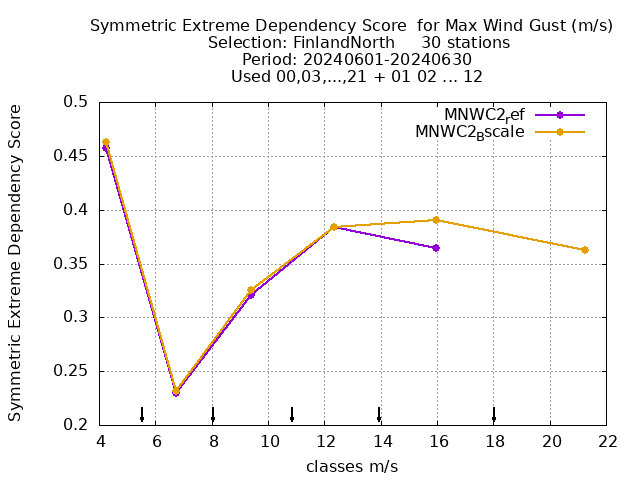 Symmetric Extreme Dependency Score  for Max Wind Gust (m/s)
Selection: FinlandNorth     30 stations
Period: 20240601-20240630
Used 00,03,...,21 + 01 02 ... 12
Symmetric Extreme Dependency Score
0.5
0.45
0.4
0.35
0.3
0.25
0.2
MNWC2ref
MNWC2Bscale
4 6 8 10 12 14 16 18 20 22
classes m/s